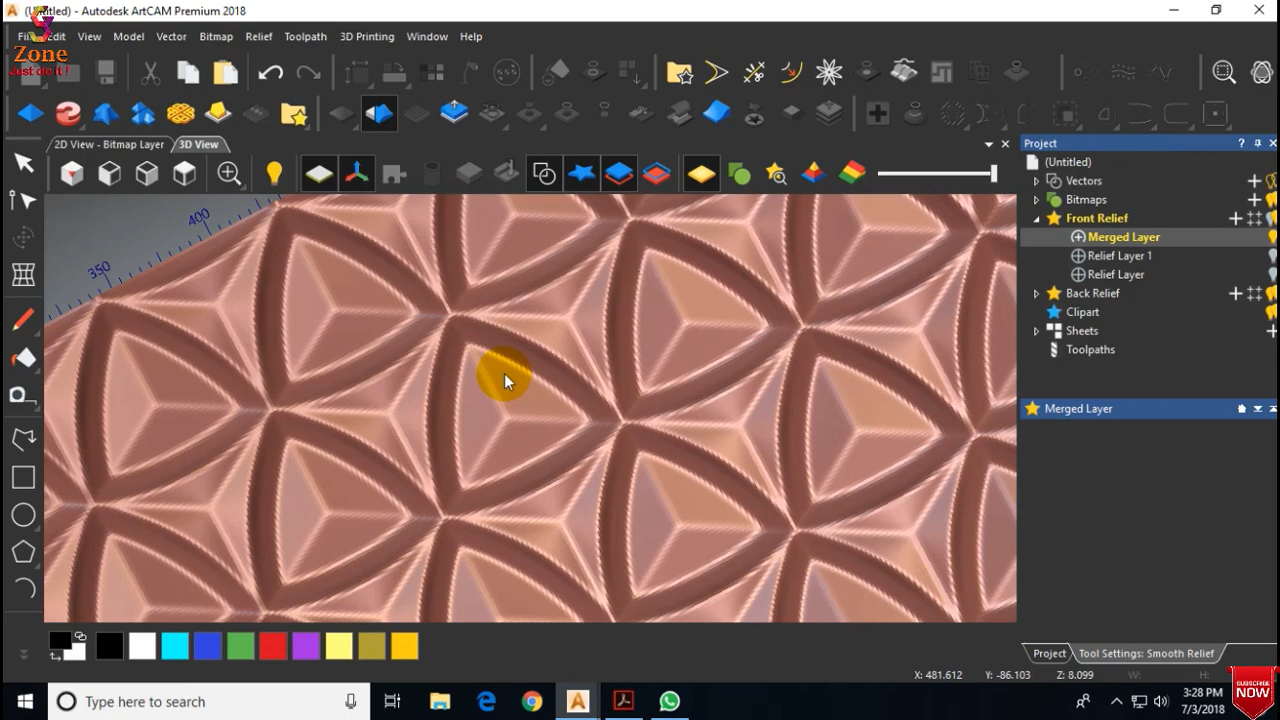 (Untitled) - Autodesk ArtCAM Premium 2018
Zone
Just do it !
Edit View Model Vector Bitmap Relief Toolpath 3D Printing Window Help
2D View - Bitmap Layer
3D View
400
350
Project
(Untitled)
Vectors
Bitmaps
Front Relief
Merged Layer
Relief Layer 1
Relief Layer
Back Relief
Clipart
Sheets
Toolpaths
Merged Layer
Project
Tool Settings: Smooth Relief
X: 481.612 Y: -86.103 Z: 8.099 W: H:
Type here to search
3:28 PM
7/3/2018
SUBSCRIBE
NOW